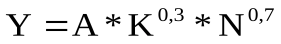 Y = A * K^0,3 * N^0,7